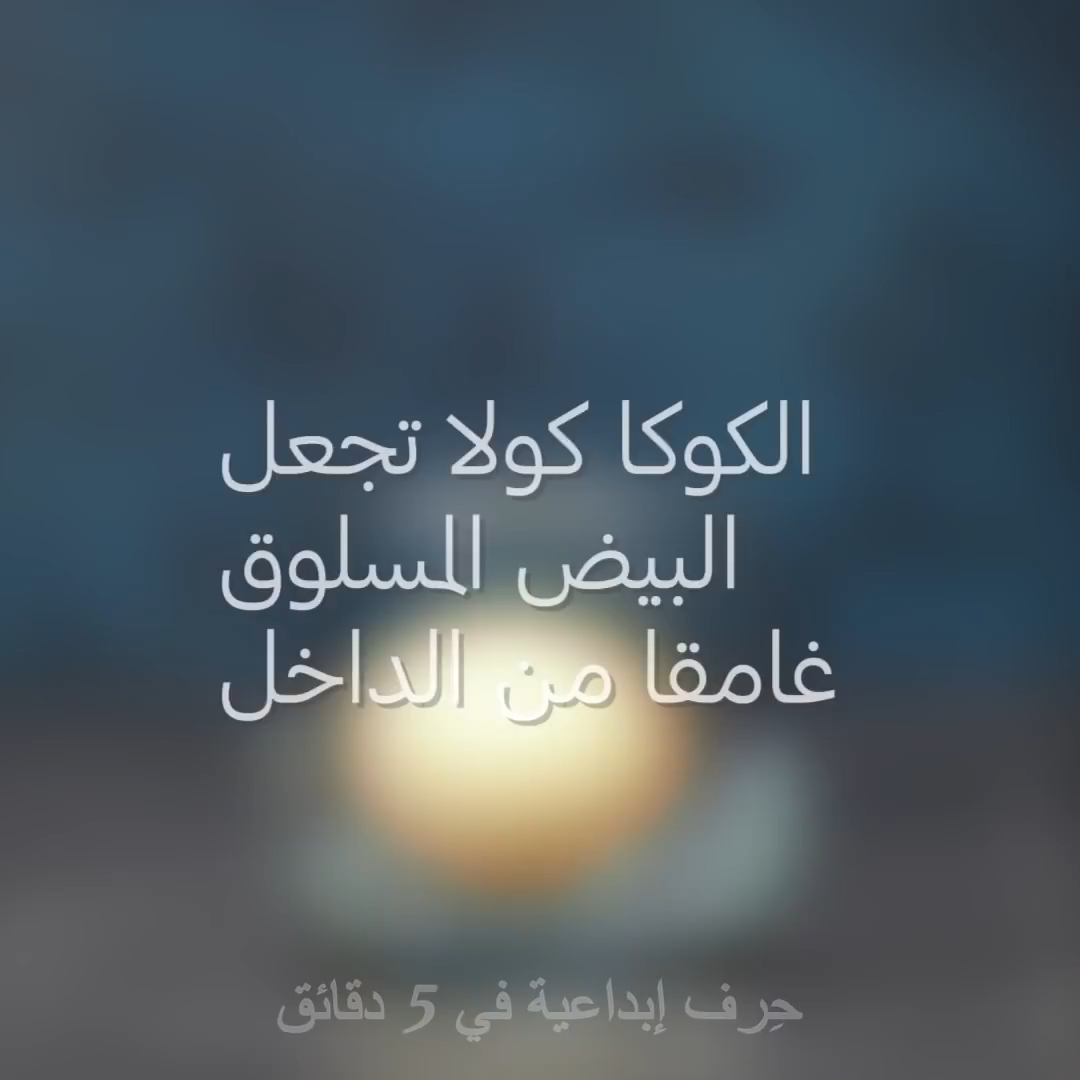 الكوكا كولا تجعل
البيض المسلوق
غامقا من الداخل
حِرف إبداعية في 5 دقائق